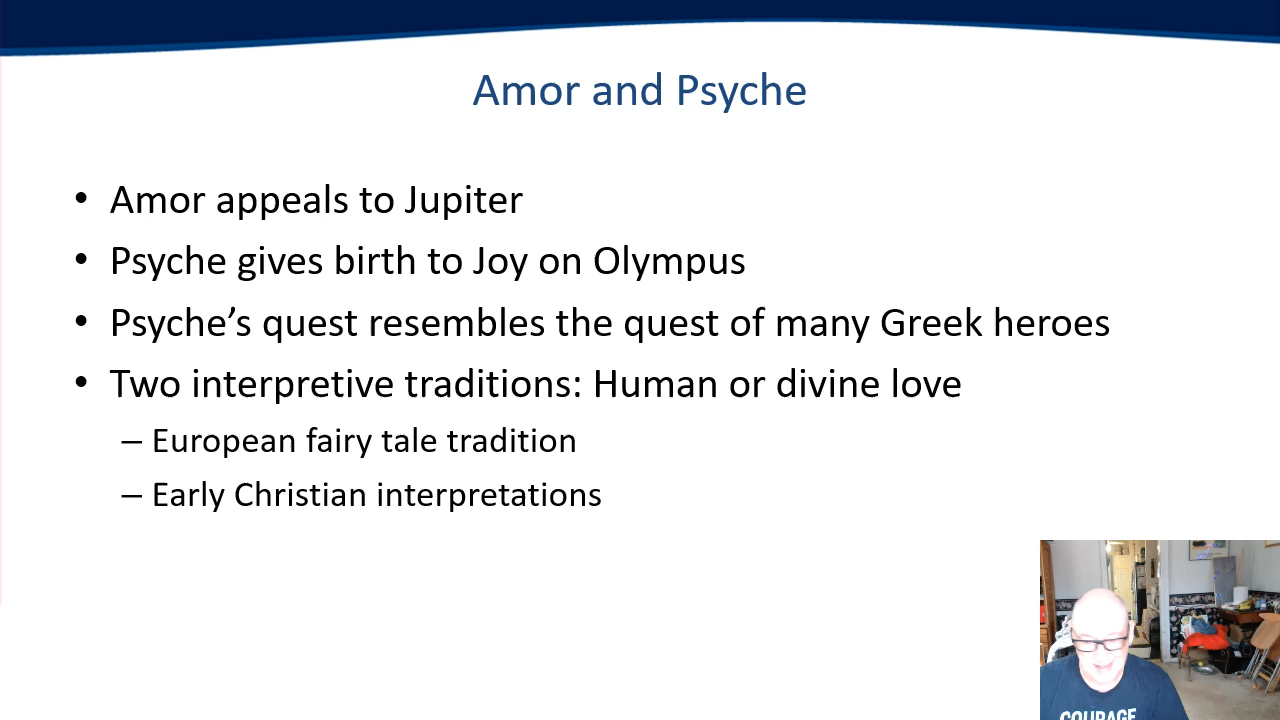 Amor and Psyche
• Amor appeals to Jupiter
• Psyche gives birth to Joy on Olympus
• Psyche’s quest resembles the quest of many Greek heroes
• Two interpretive traditions: Human or divine love
– European fairy tale tradition
– Early Christian interpretations
COURAGE